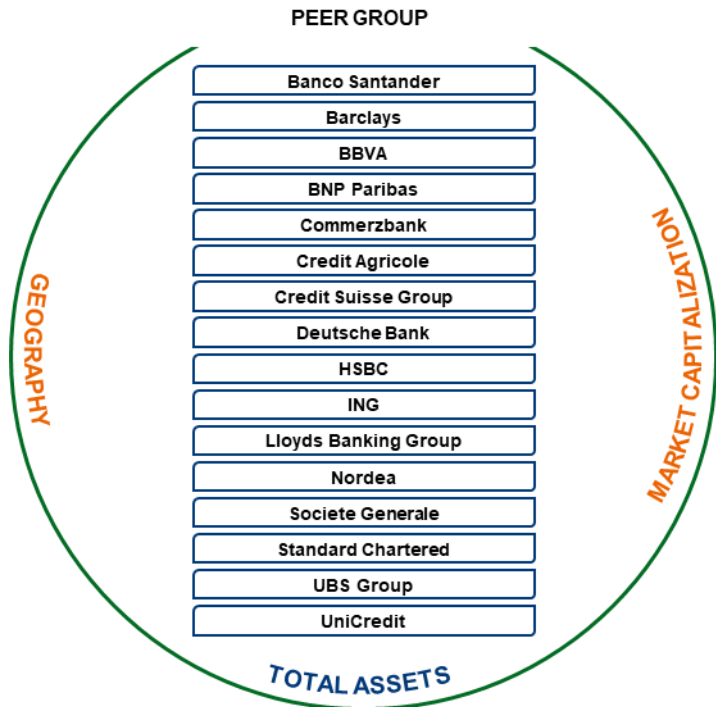 PEER GROUP
Banco Santander
Barclays
BBVA
BNP Paribas
Commerzbank
Credit Agricole
Credit Suisse Group
Deutsche Bank
HSBC
ING
Lloyds Banking Group
Nordea
Societe Generale
Standard Chartered
UBS Group
UniCredit
GEOGRAPHY
MARKET CAPITALIZATION
TOTAL ASSETS